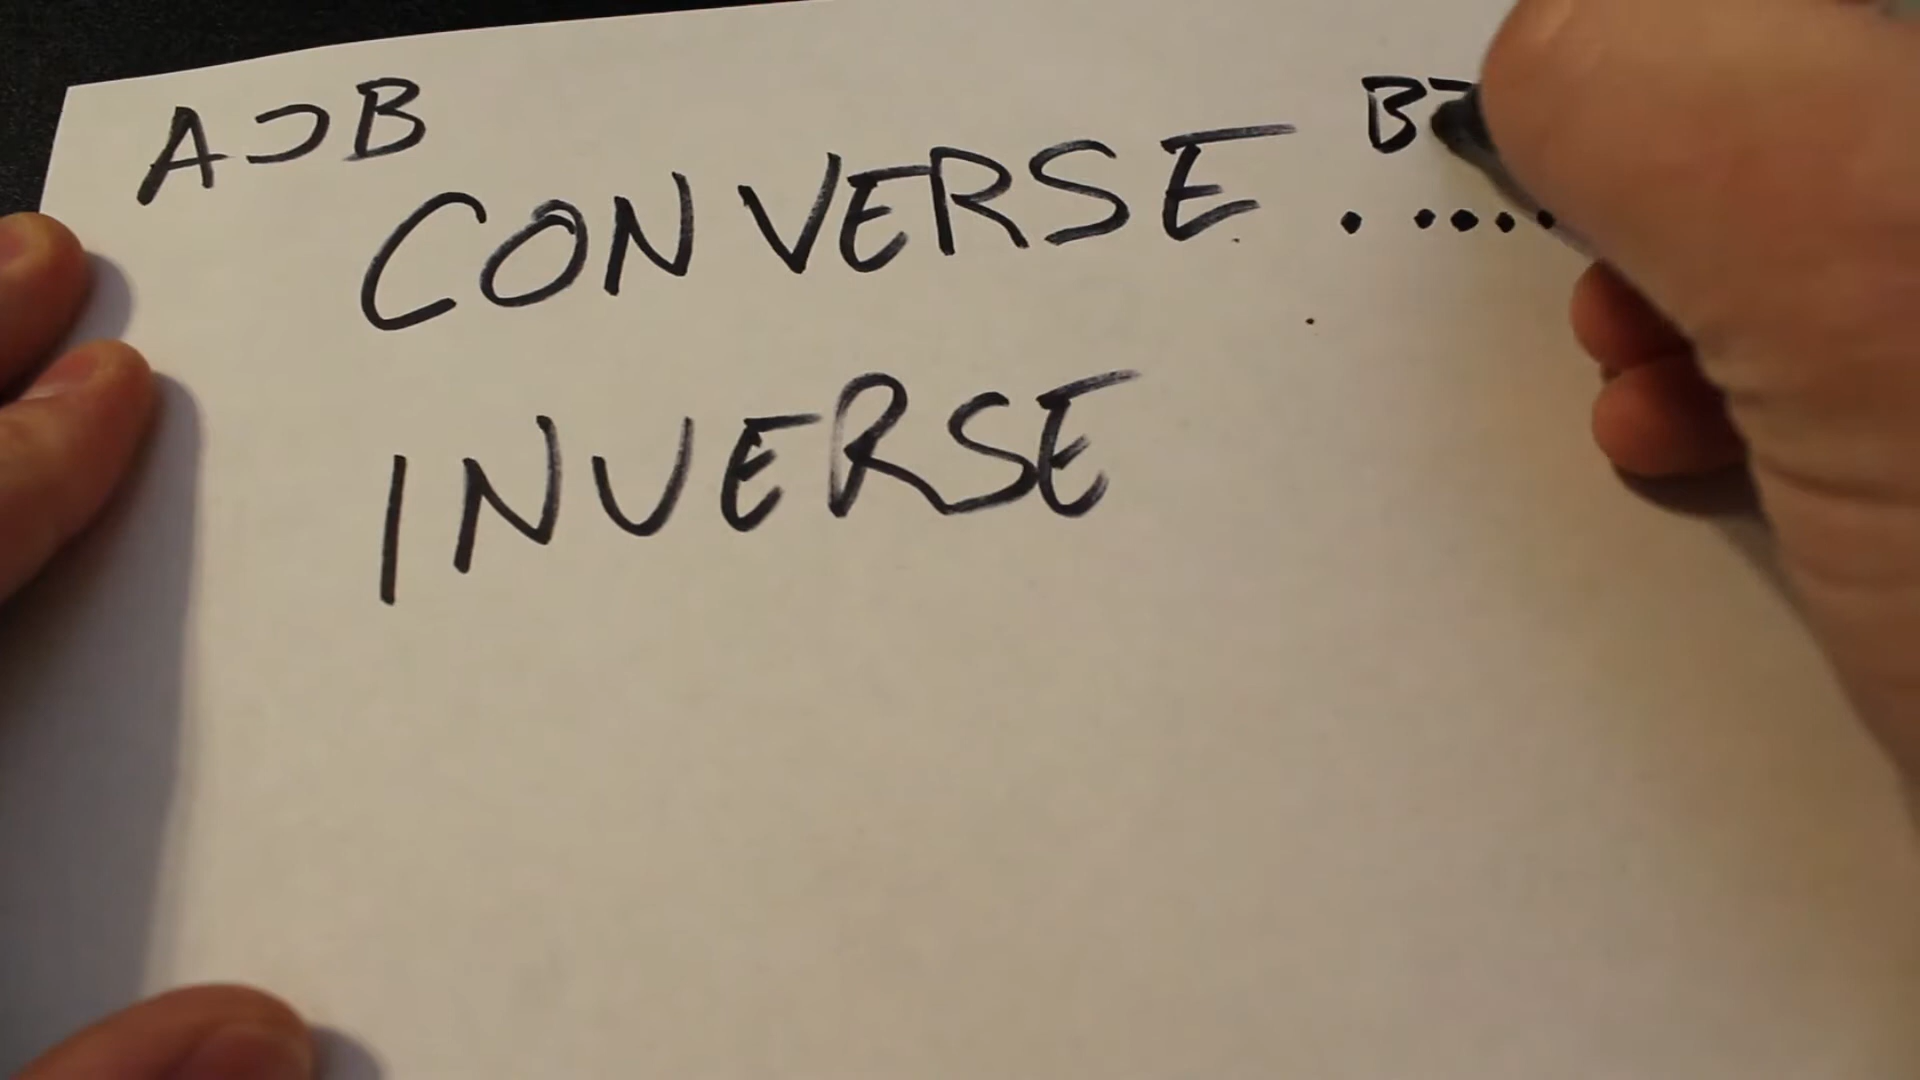 A⊃B
CONVERSE ..... B
INVERSE